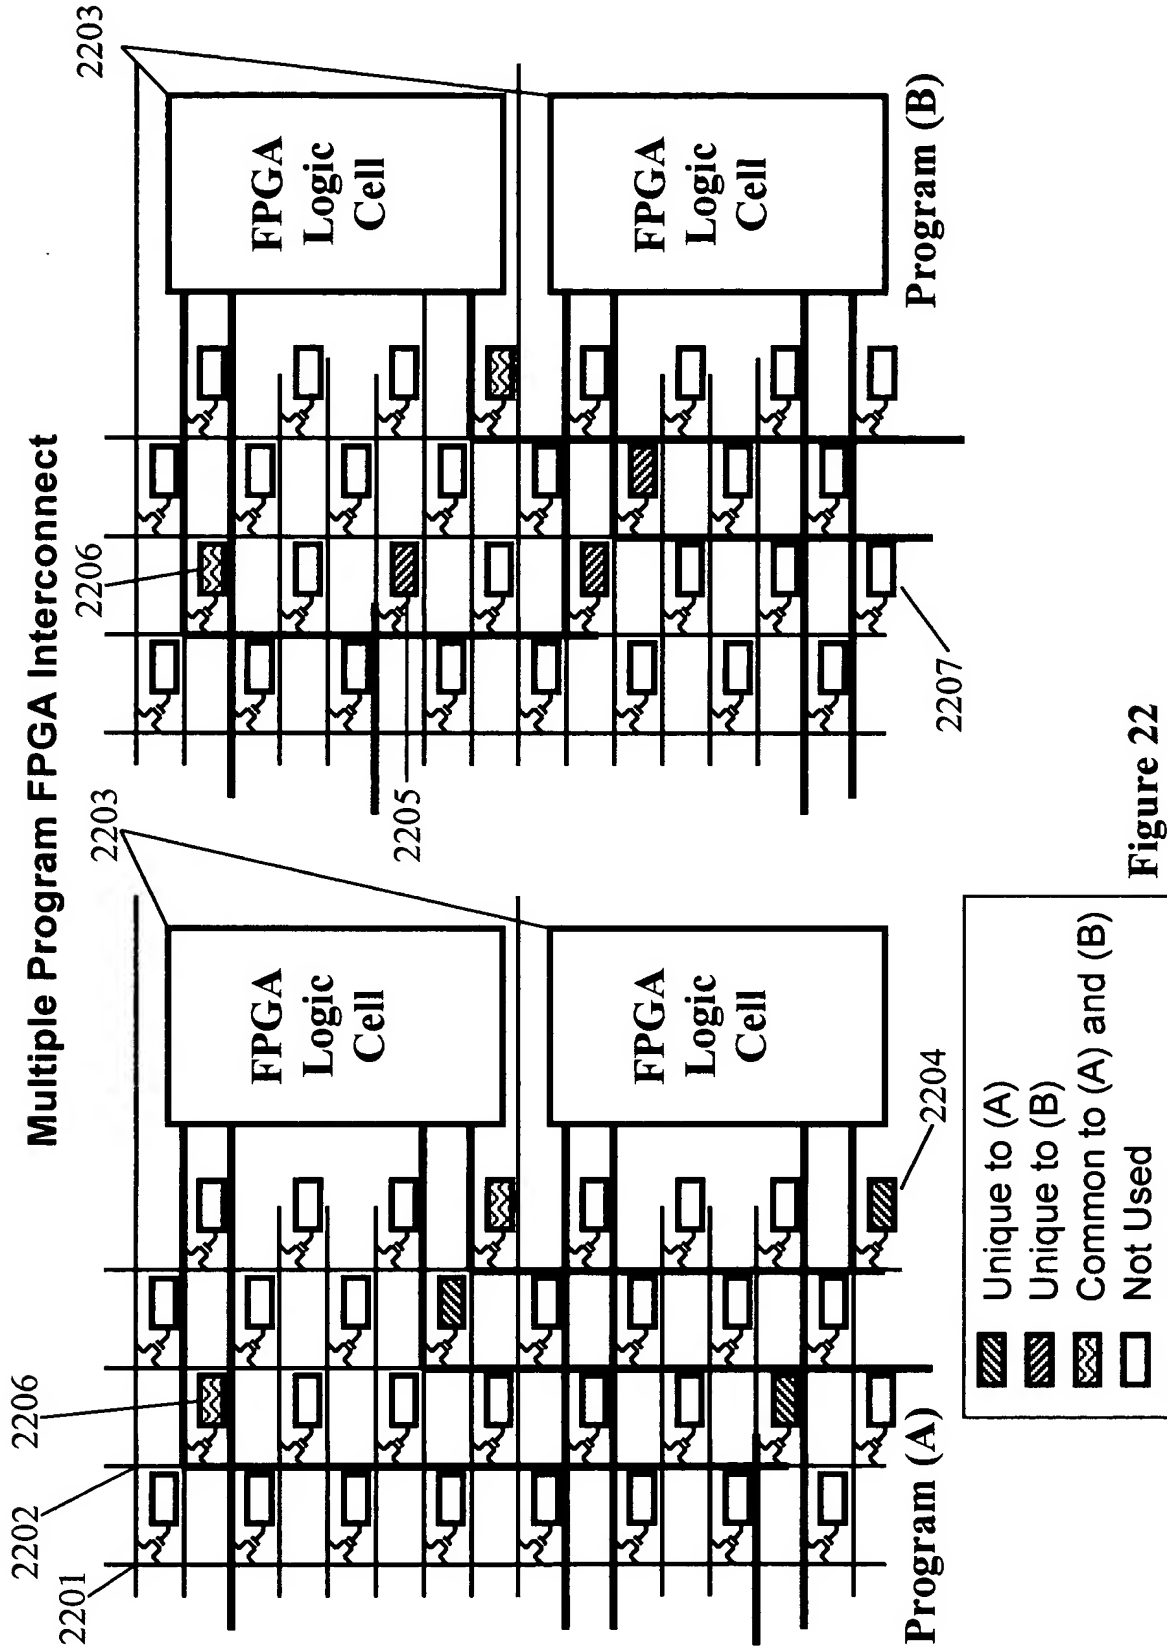 Multiple Program FPGA Interconnect
2201
2202
2206
2203
2206
2203
FPGA
Logic
Cell
FPGA
Logic
Cell
FPGA
Logic
Cell
FPGA
Logic
Cell
2205
2204
2207
Program (A)
Program (B)
Unique to (A)
Unique to (B)
Common to (A) and (B)
Not Used
Figure 22